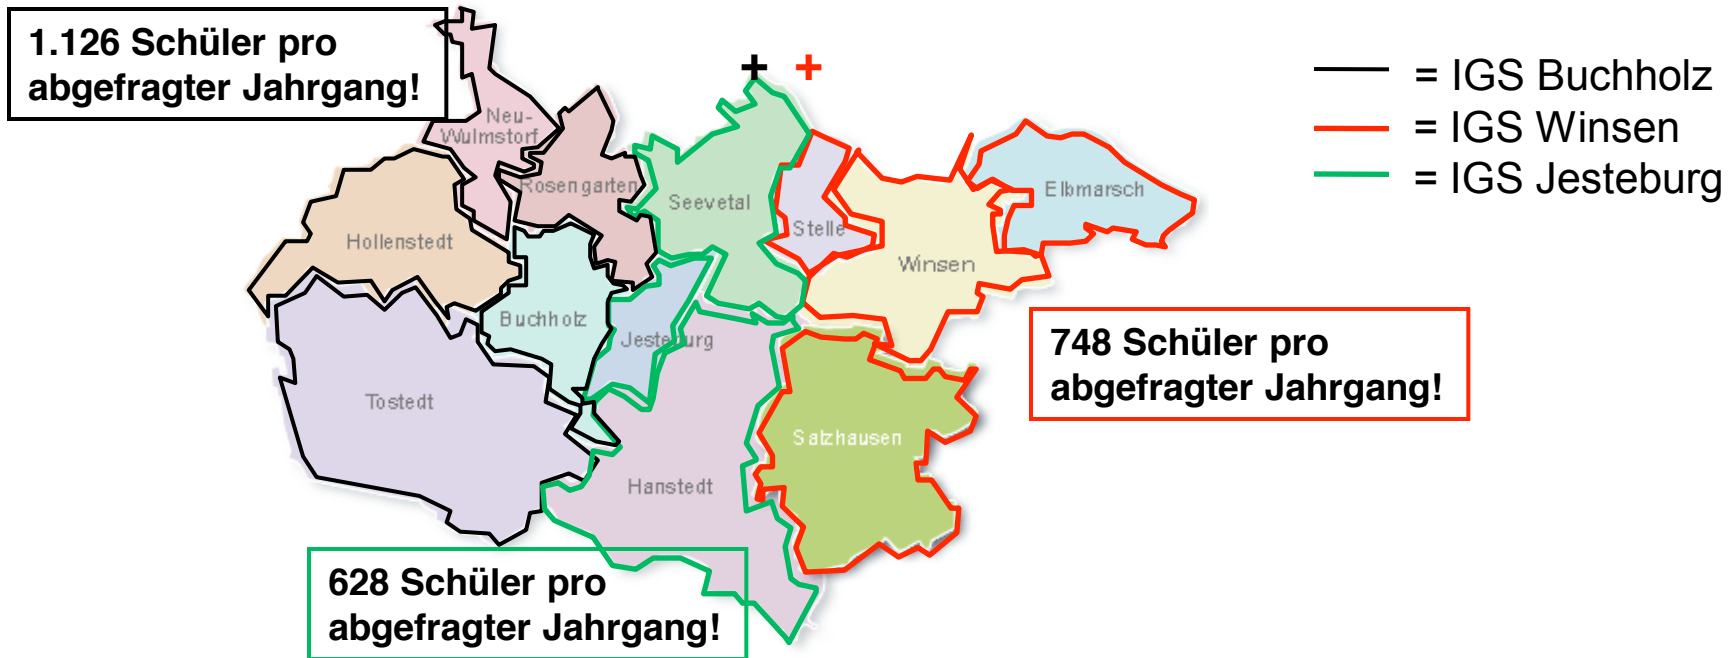 1.126 Schüler pro
abgefragter Jahrgang!
+ +
= IGS Buchholz
= IGS Winsen
= IGS Jesteburg
Neu-
Wulmstorf
Rosengarten
Elbmarsch
Seevetal
Stelle
Hollenstedt
Winsen
Buchholz
Jesteburg
748 Schüler pro
abgefragter Jahrgang!
Tostedt
Salzhausen
Hanstedt
628 Schüler pro
abgefragter Jahrgang!